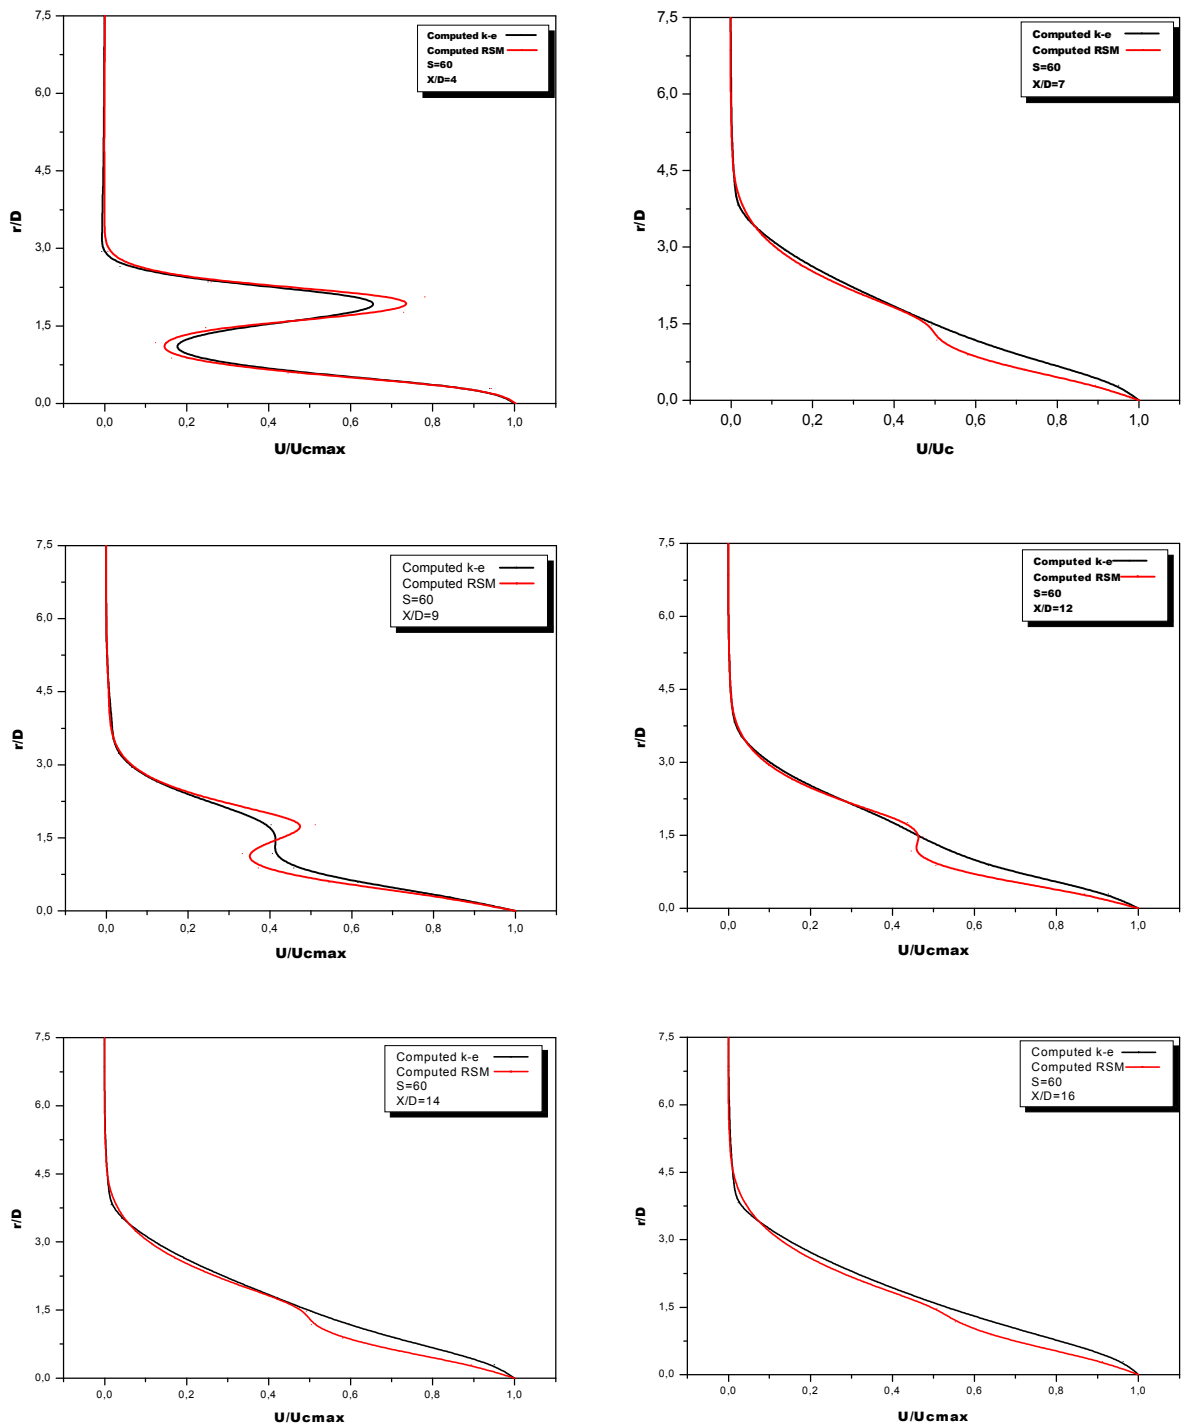 Computed k-e
Computed RSM
S=60
X/D=4
7,5
6,0
4,5
3,0
1,5
0,0
r/D
0,0 0,2 0,4 0,6 0,8 1,0
U/Ucmax
Computed k-e
Computed RSM
S=60
X/D=7
7,5
6,0
4,5
3,0
1,5
0,0
r/D
0,0 0,2 0,4 0,6 0,8 1,0
U/Uc
Computed k-e
Computed RSM
S=60
X/D=9
7,5
6,0
4,5
3,0
1,5
0,0
r/D
0,0 0,2 0,4 0,6 0,8 1,0
U/Ucmax
Computed k-e
Computed RSM
S=60
X/D=12
7,5
6,0
4,5
3,0
1,5
0,0
r/D
0,0 0,2 0,4 0,6 0,8 1,0
U/Ucmax
Computed k-e
Computed RSM
S=60
X/D=14
7,5
6,0
4,5
3,0
1,5
0,0
r/D
0,0 0,2 0,4 0,6 0,8 1,0
U/Ucmax
Computed k-e
Computed RSM
S=60
X/D=16
7,5
6,0
4,5
3,0
1,5
0,0
r/D
0,0 0,2 0,4 0,6 0,8 1,0
U/Ucmax